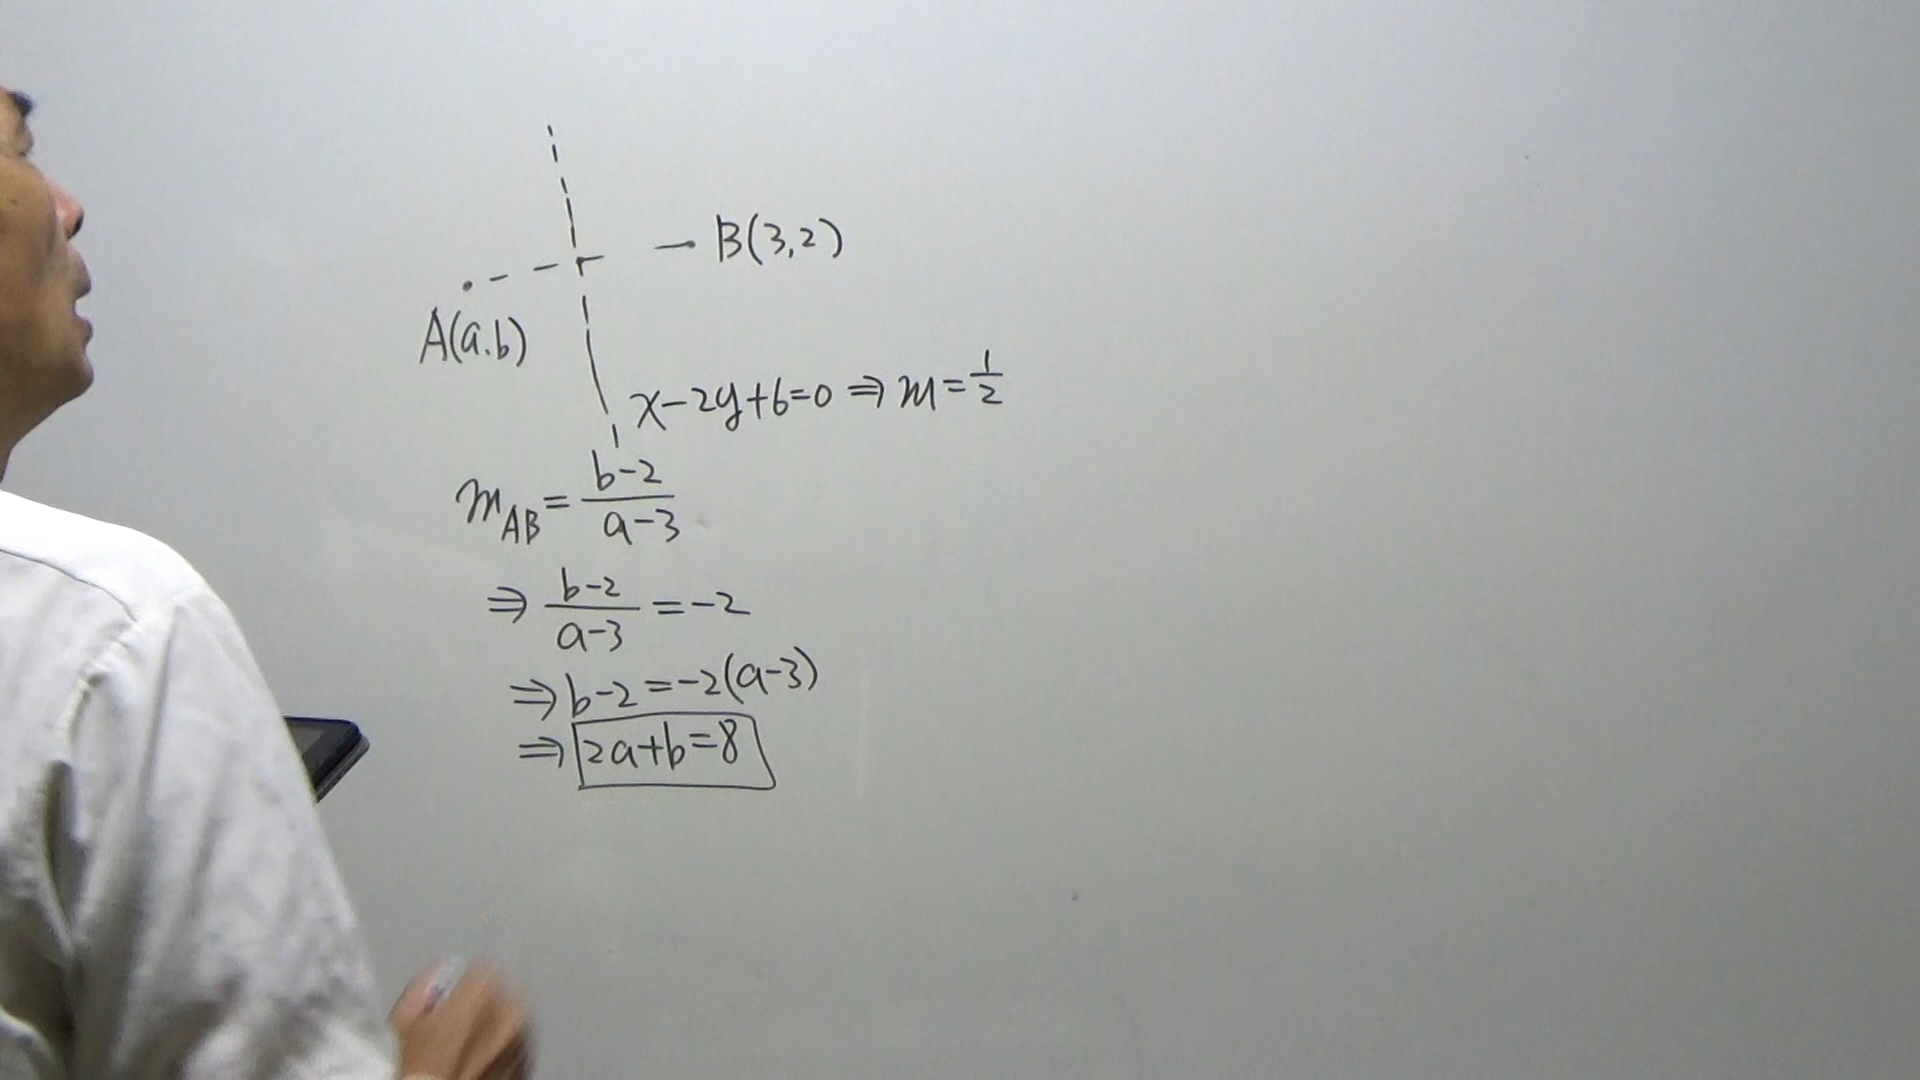 B(3,2)
A(a.b)
x-2y+6=0 ⇒ m=1/2
m_AB = (b-2)/(a-3)
⇒ (b-2)/(a-3) = -2
⇒ b-2=-2(a-3)
⇒ 2a+b=8